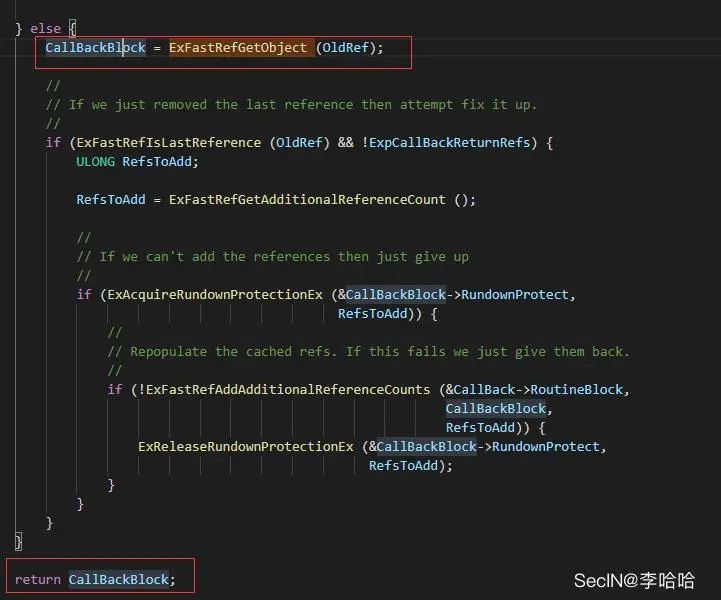 } else {
CallBackBlock = ExFastRefGetObject (OldRef);
//
// If we just removed the last reference then attempt fix it up.
//
if (ExFastRefIsLastReference (OldRef) && !ExpCallBackReturnRefs) {
ULONG RefsToAdd;
RefsToAdd = ExFastRefGetAdditionalReferenceCount ();
//
// If we can't add the references then just give up
//
if (ExAcquireRundownProtectionEx (&CallBackBlock->RundownProtect,
RefsToAdd)) {
//
// Repopulate the cached refs. If this fails we just give them back.
//
if (!ExFastRefAddAdditionalReferenceCounts (&CallBack->RoutineBlock,
CallBackBlock,
RefsToAdd)) {
ExReleaseRundownProtectionEx (&CallBackBlock->RundownProtect,
RefsToAdd);
}
}
}
}
return CallBackBlock;
SecIN@李哈哈